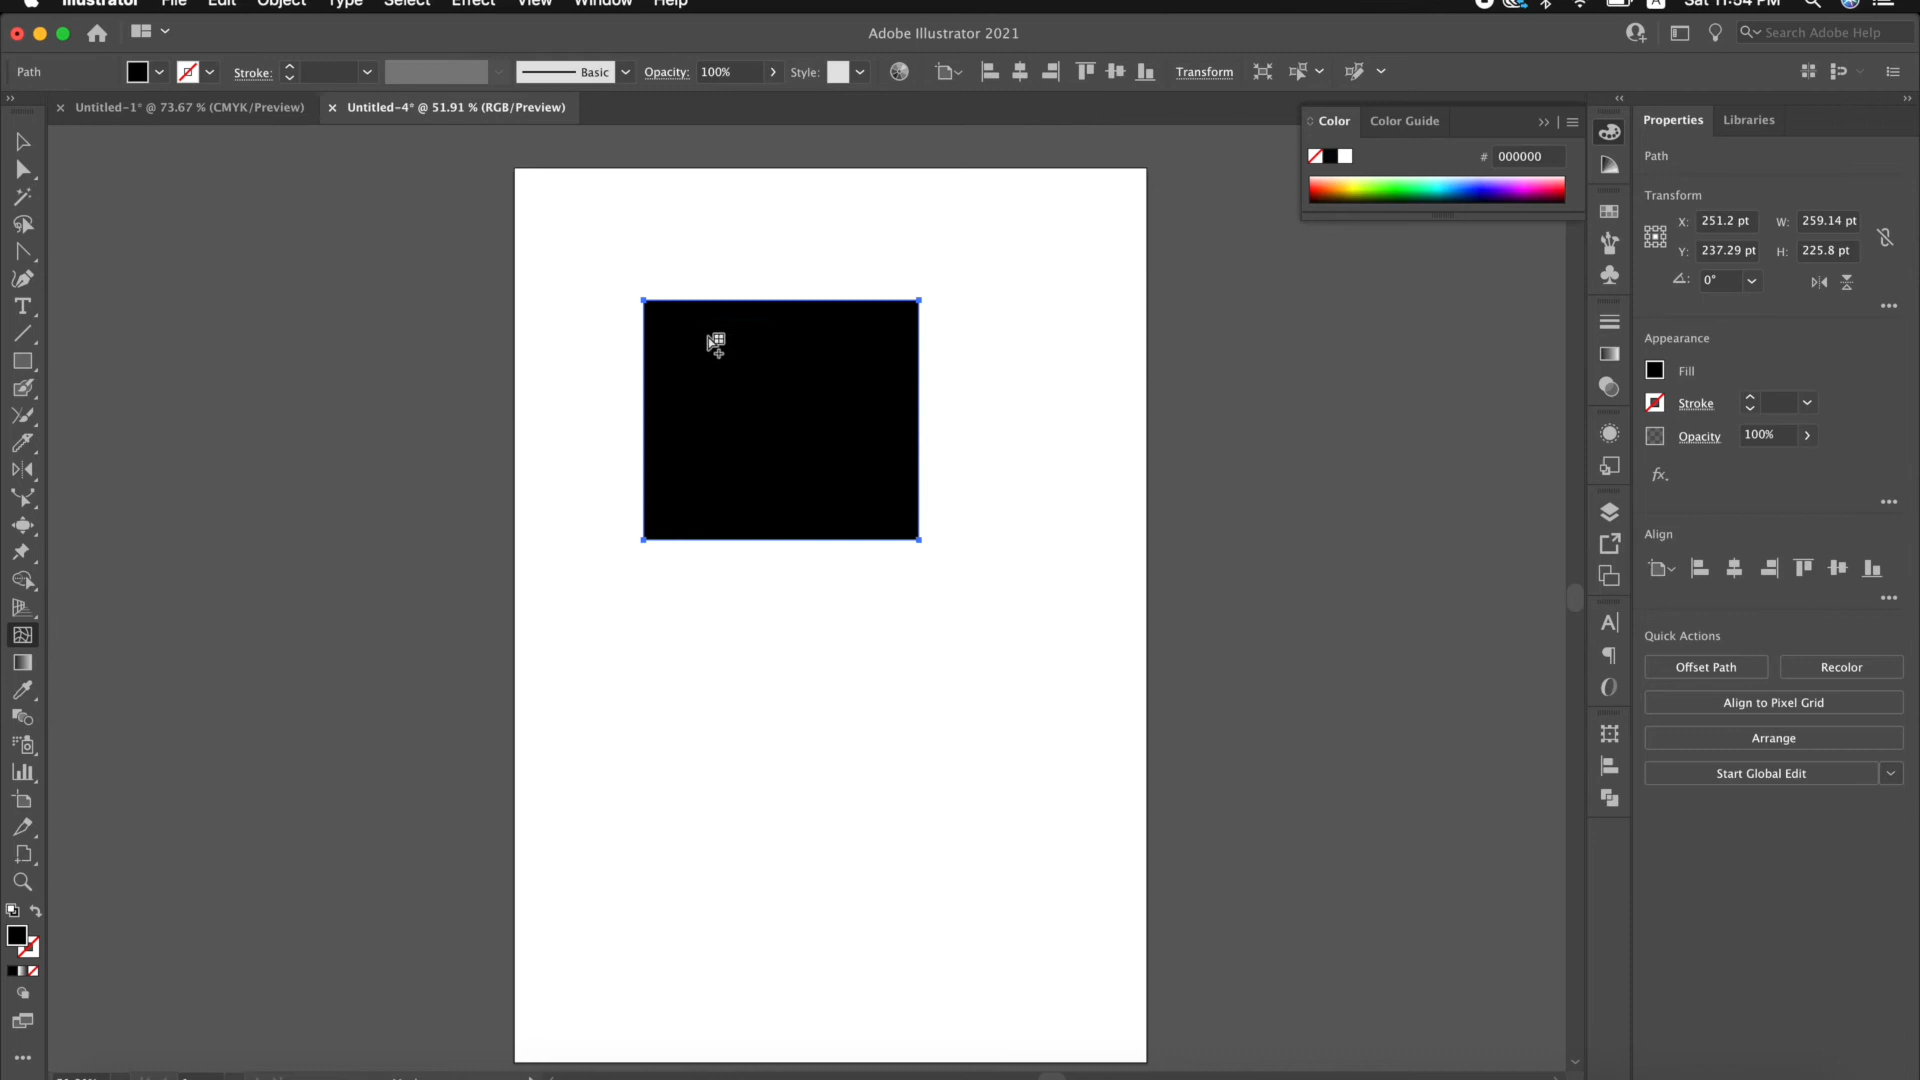 Illustrator File Edit Object Type Select Effect View Window Help A Sat 11:54 PM
Adobe Illustrator 2021
Search Adobe Help
Path Stroke: Basic Opacity: 100% Style: Transform
Untitled-1* @ 73.67 % (CMYK/Preview) Untitled-4* @ 51.91 % (RGB/Preview)
Color Color Guide
# 000000
Properties Libraries
Path
Transform
X: 251.2 pt W: 259.14 pt
Y: 237.29 pt H: 225.8 pt
0°
Appearance
Fill
Stroke
Opacity 100%
fx.
Align
Quick Actions
Offset Path Recolor
Align to Pixel Grid
Arrange
Start Global Edit